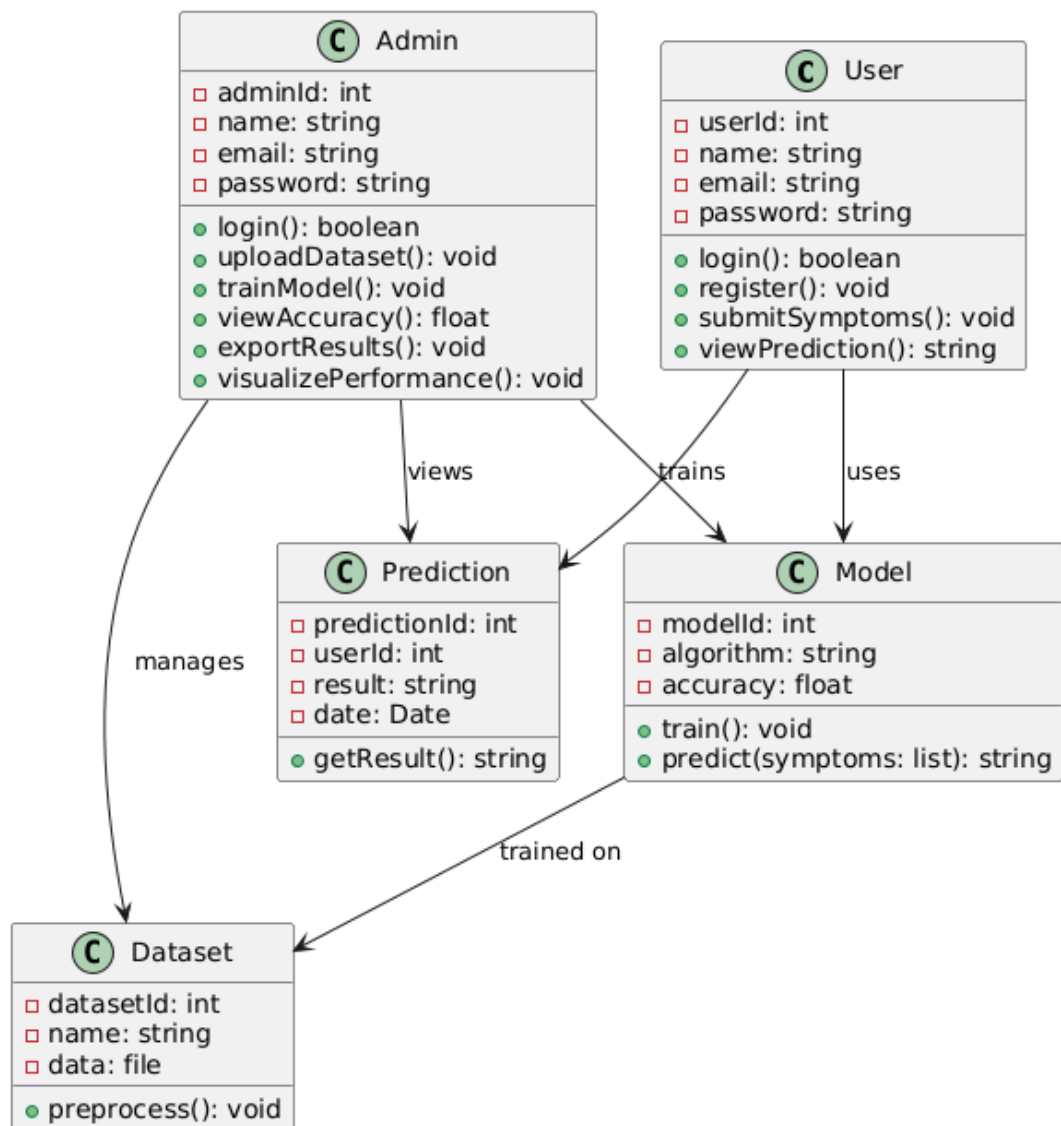 C Admin
adminId: int
name: string
email: string
password: string
login(): boolean
uploadDataset(): void
trainModel(): void
viewAccuracy(): float
exportResults(): void
visualizePerformance(): void
C User
userId: int
name: string
email: string
password: string
login(): boolean
register(): void
submitSymptoms(): void
viewPrediction(): string
views
trains
uses
manages
C Prediction
predictionId: int
userId: int
result: string
date: Date
getResult(): string
C Model
modelId: int
algorithm: string
accuracy: float
train(): void
predict(symptoms: list): string
trained on
C Dataset
datasetId: int
name: string
data: file
preprocess(): void